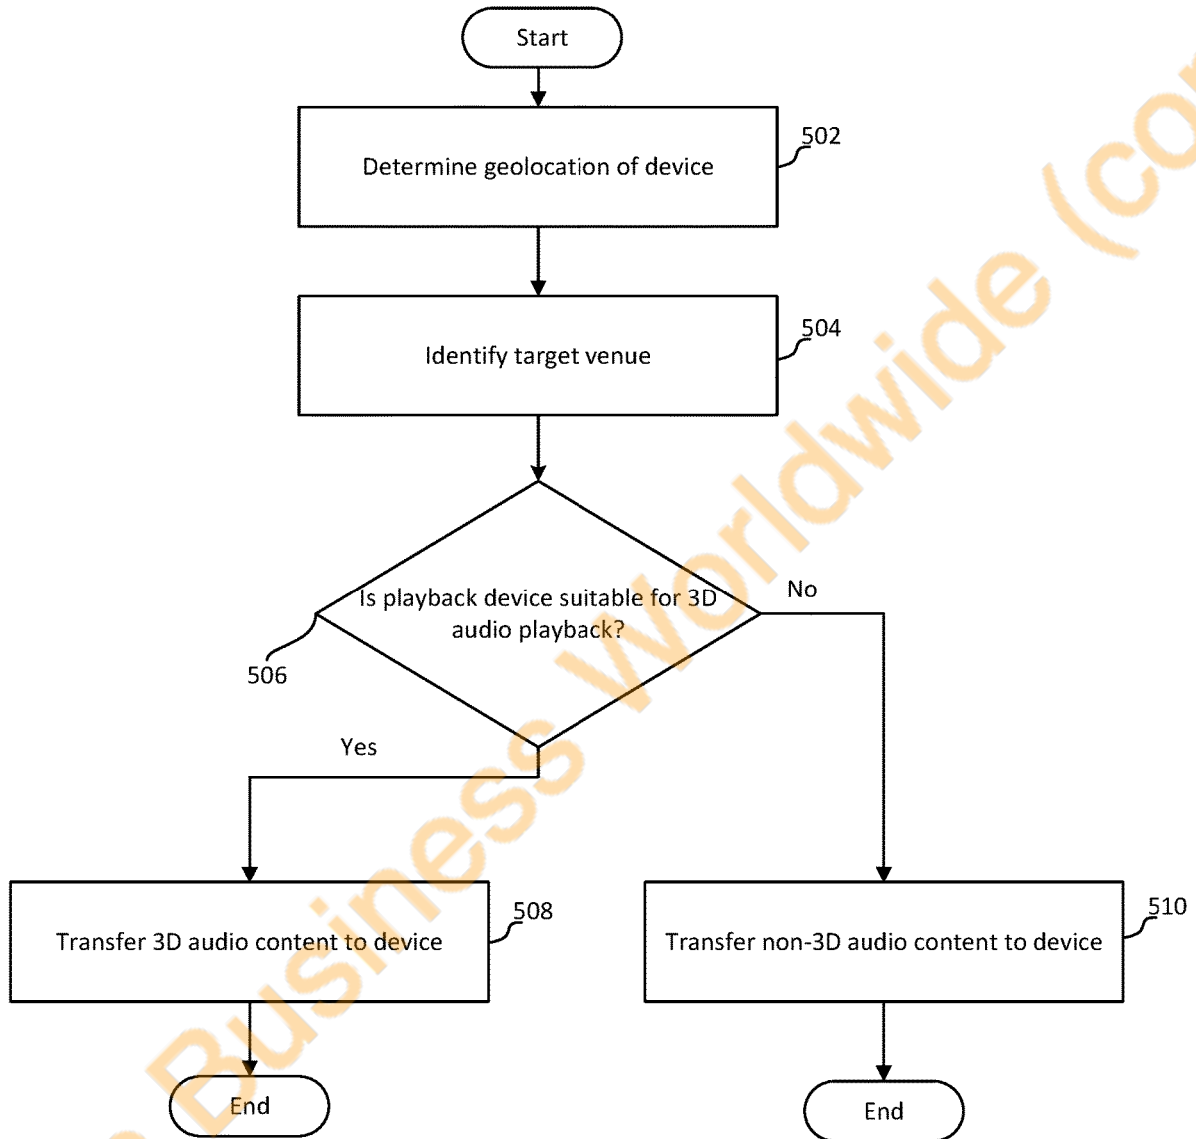 Start
Determine geolocation of device
502
Identify target venue
504
Is playback device suitable for 3D
audio playback?
506
No
Yes
Transfer 3D audio content to device
508
Transfer non-3D audio content to device
510
End
End
Business Worldwide